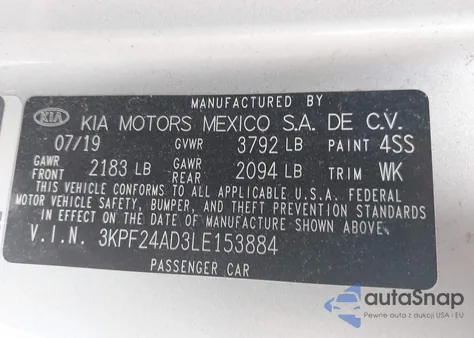 MANUFACTURED BY
KIA KIA MOTORS MEXICO S.A. DE C.V.
07/19 GVWR 3792 LB PAINT 4SS
GAWR FRONT 2183 LB GAWR REAR 2094 LB TRIM WK
THIS VEHICLE CONFORMS TO ALL APPLICABLE U.S.A. FEDERAL
MOTOR VEHICLE SAFETY, BUMPER, AND THEFT PREVENTION STANDARDS
IN EFFECT ON THE DATE OF MANUFACTURE SHOWN ABOVE.
V.I.N. 3KPF24AD3LE153884
PASSENGER CAR
autoSnap
Pewne auto z aukcji USA - EU